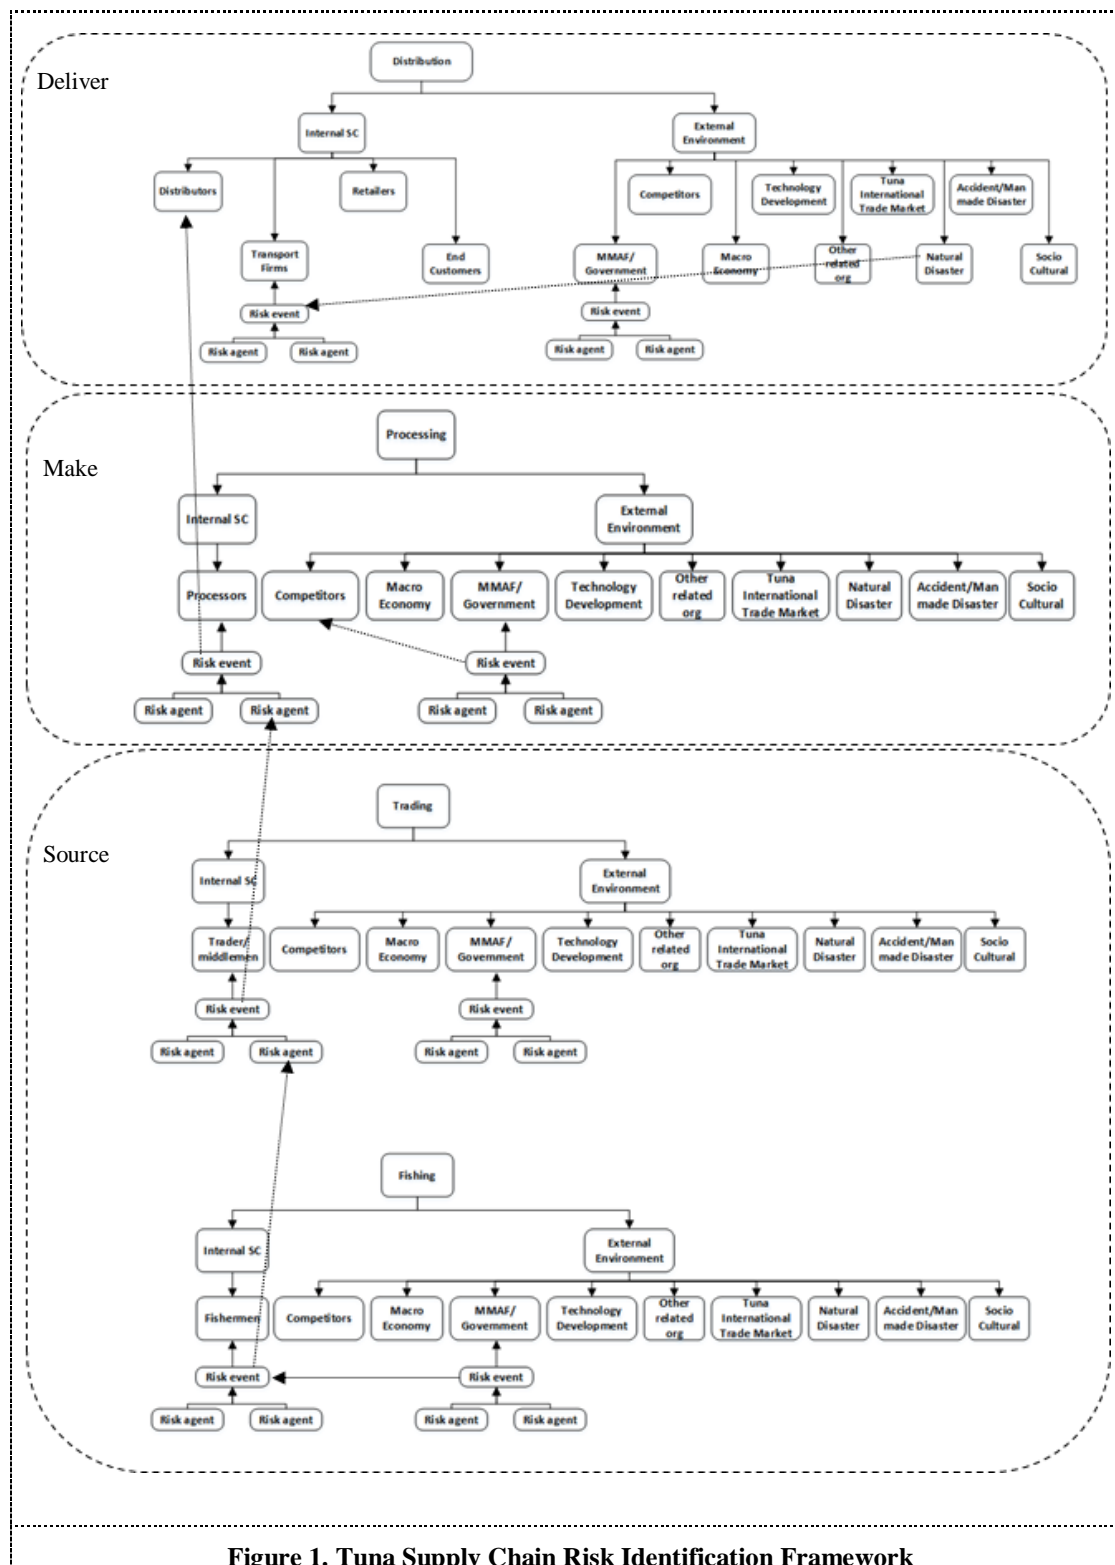 Deliver
Distribution
Internal SC
External
Environment
Distributors
Retailers
Competitors
Technology
Development
Tuna
International
Trade Market
Accident/Man
made Disaster
Transport
Firms
End
Customers
MMAF/
Government
Macro
Economy
Other
related
org
Natural
Disaster
Socio
Cultural
Risk event
Risk event
Risk agent
Risk agent
Risk agent
Risk agent
Make
Processing
Internal SC
External
Environment
Processors
Competitors
Macro
Economy
MMAF/
Government
Technology
Development
Other
related
org
Tuna
International
Trade Market
Natural
Disaster
Accident/Man
made Disaster
Socio
Cultural
Risk event
Risk event
Risk agent
Risk agent
Risk agent
Risk agent
Source
Trading
Internal SC
External
Environment
Trader/
middlemen
Competitors
Macro
Economy
MMAF/
Government
Technology
Development
Other
related
org
Tuna
International
Trade Market
Natural
Disaster
Accident/Man
made Disaster
Socio
Cultural
Risk event
Risk event
Risk agent
Risk agent
Risk agent
Risk agent
Fishing
Internal SC
External
Environment
Fishermen
Competitors
Macro
Economy
MMAF/
Government
Technology
Development
Other
related
org
Tuna
International
Trade Market
Natural
Disaster
Accident/Man
made Disaster
Socio
Cultural
Risk event
Risk event
Risk agent
Risk agent
Risk agent
Risk agent
Figure 1. Tuna Supply Chain Risk Identification Framework